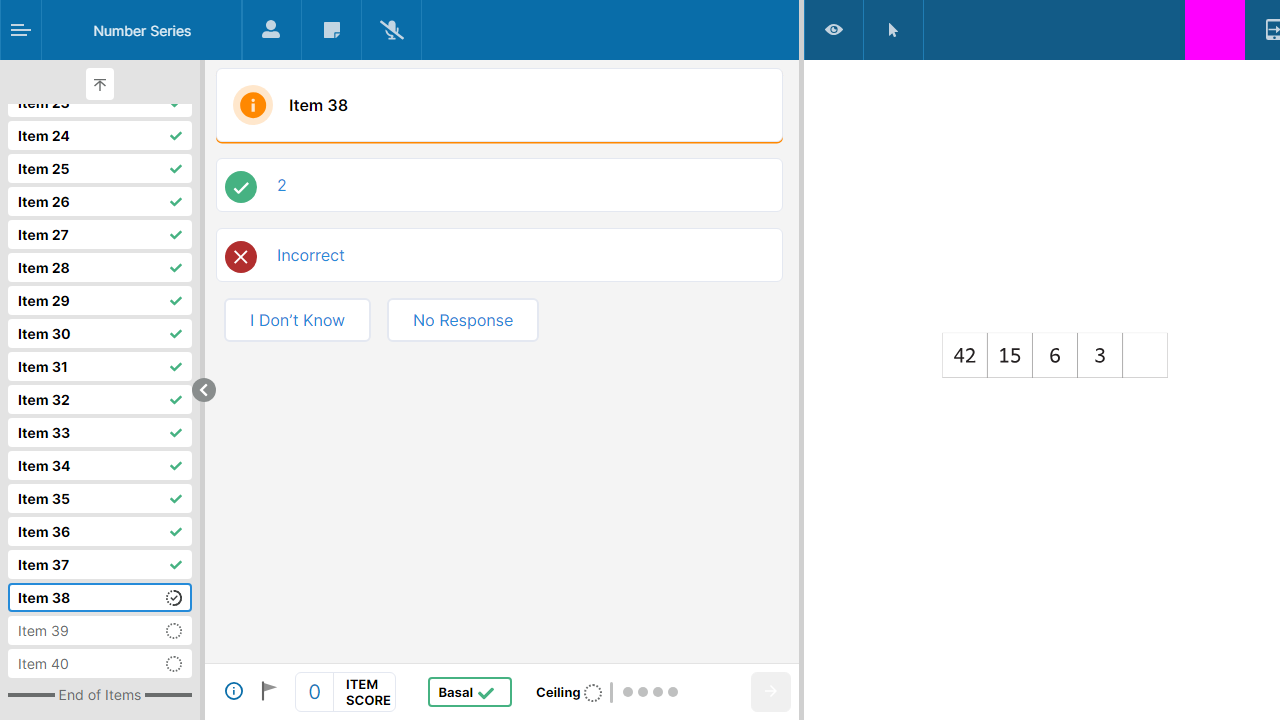 Number Series
Item 23
Item 24
Item 25
Item 26
Item 27
Item 28
Item 29
Item 30
Item 31
Item 32
Item 33
Item 34
Item 35
Item 36
Item 37
Item 38
Item 39
Item 40
End of Items
Item 38
2
Incorrect
I Don’t Know
No Response
0
ITEM
SCORE
Basal
Ceiling
42 15 6 3